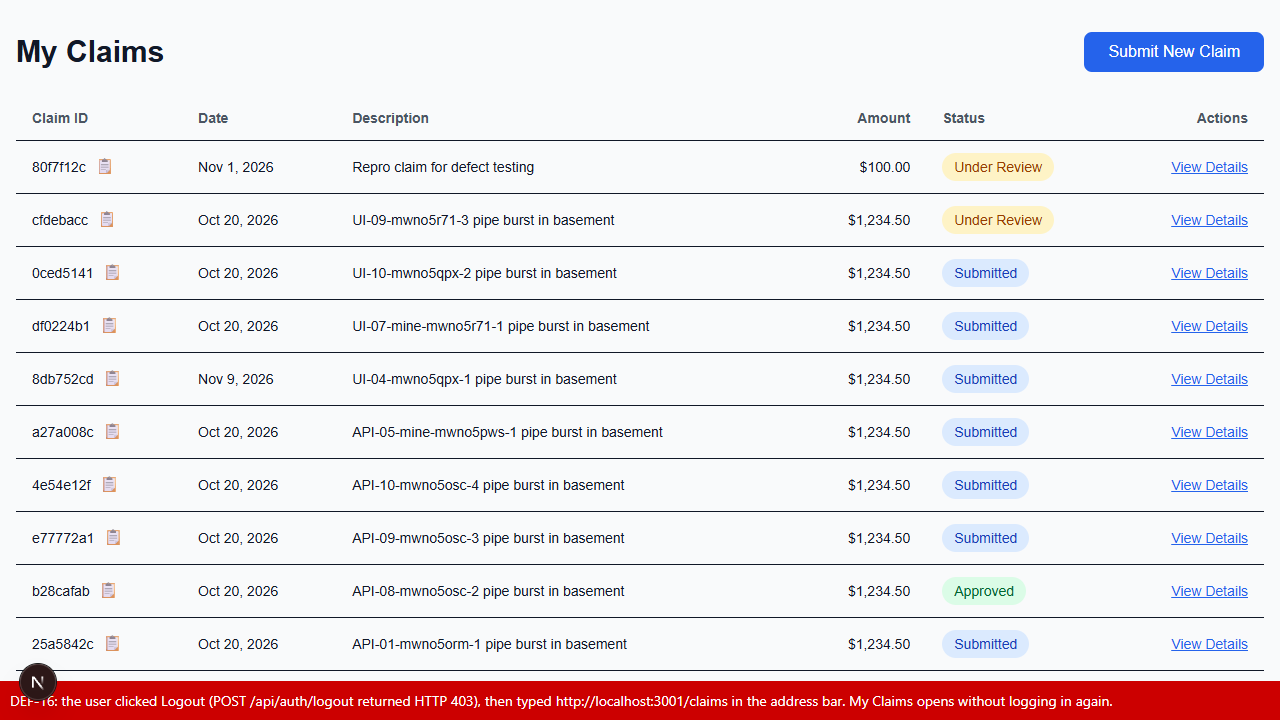 My Claims
Submit New Claim
Claim ID Date Description Amount Status Actions
80f7f12c Nov 1, 2026 Repro claim for defect testing $100.00 Under Review View Details
cfdebacc Oct 20, 2026 UI-09-mwno5r71-3 pipe burst in basement $1,234.50 Under Review View Details
0ced5141 Oct 20, 2026 UI-10-mwno5qpx-2 pipe burst in basement $1,234.50 Submitted View Details
df0224b1 Oct 20, 2026 UI-07-mine-mwno5r71-1 pipe burst in basement $1,234.50 Submitted View Details
8db752cd Nov 9, 2026 UI-04-mwno5qpx-1 pipe burst in basement $1,234.50 Submitted View Details
a27a008c Oct 20, 2026 API-05-mine-mwno5pws-1 pipe burst in basement $1,234.50 Submitted View Details
4e54e12f Oct 20, 2026 API-10-mwno5osc-4 pipe burst in basement $1,234.50 Submitted View Details
e77772a1 Oct 20, 2026 API-09-mwno5osc-3 pipe burst in basement $1,234.50 Submitted View Details
b28cafab Oct 20, 2026 API-08-mwno5osc-2 pipe burst in basement $1,234.50 Approved View Details
25a5842c Oct 20, 2026 API-01-mwno5orm-1 pipe burst in basement $1,234.50 Submitted View Details
N
DEF-16: the user clicked Logout (POST /api/auth/logout returned HTTP 403), then typed http://localhost:3001/claims in the address bar. My Claims opens without logging in again.